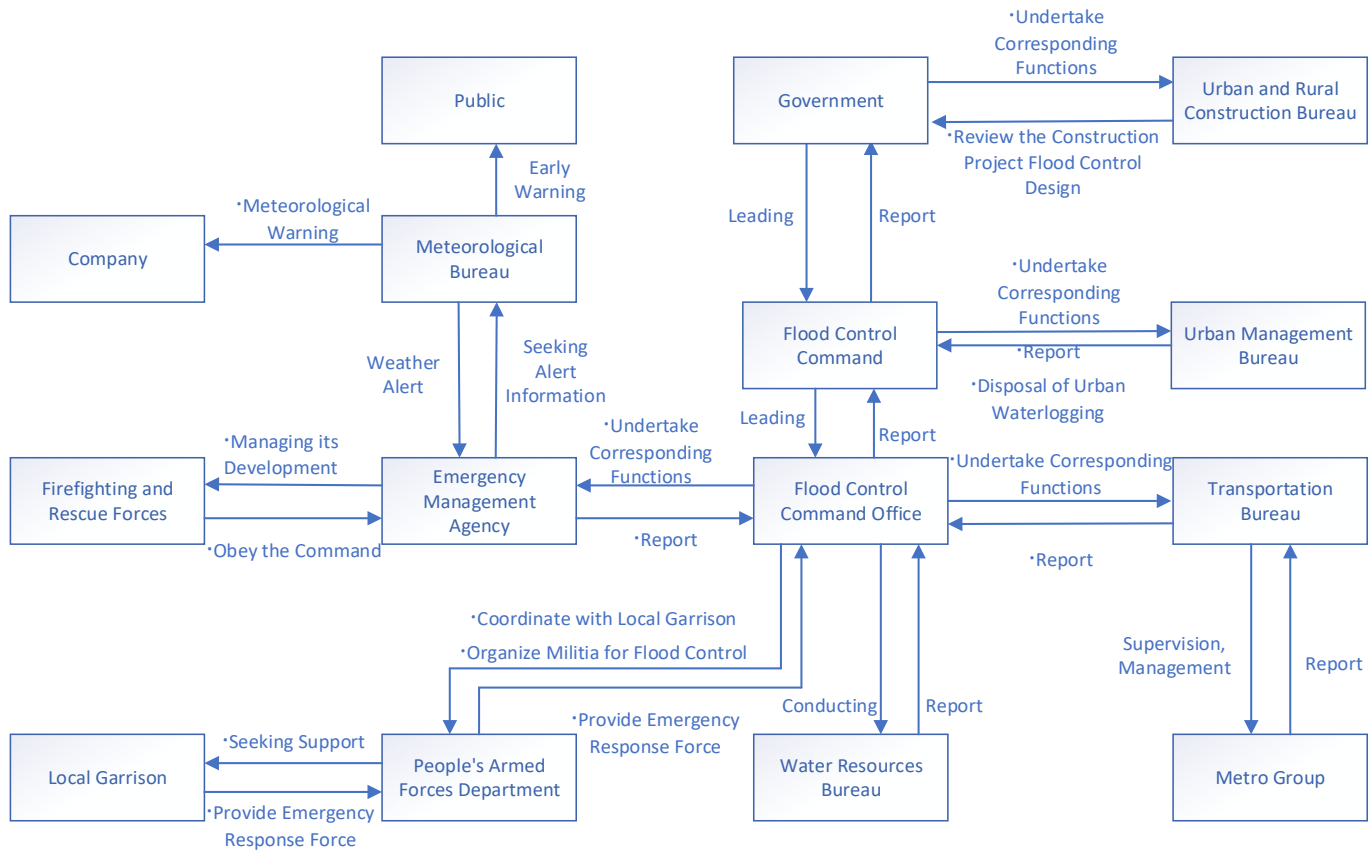 ·Undertake
Corresponding
Functions
Public
Government
Urban and Rural
Construction Bureau
·Review the Construction
Project Flood Control
Design
Early
Warning
·Meteorological
Warning
Leading
Report
Company
Meteorological
Bureau
·Undertake
Corresponding
Functions
Flood Control
Command
Urban Management
Bureau
·Report
·Disposal of Urban
Waterlogging
Weather
Alert
Seeking
Alert
Information
Leading
Report
·Managing its
Development
·Undertake
Corresponding
Functions
·Undertake Corresponding
Functions
Firefighting and
Rescue Forces
Emergency
Management
Agency
Flood Control
Command Office
Transportation
Bureau
·Obey the Command
·Report
·Report
·Coordinate with Local Garrison
·Organize Militia for Flood Control
Supervision,
Management
Report
Conducting
Report
·Provide Emergency
Response Force
·Seeking Support
Local Garrison
People's Armed
Forces Department
Water Resources
Bureau
Metro Group
·Provide Emergency
Response Force